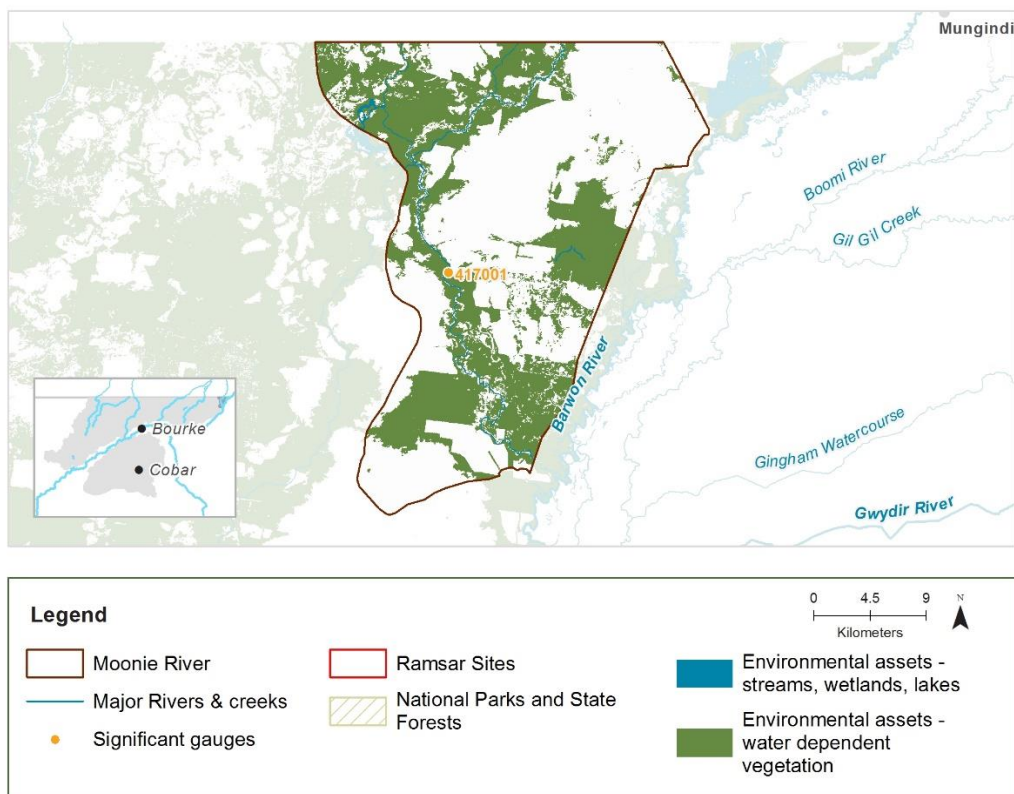 Mungindi
Boomi River
Gil Gil Creek
417001
Barwon River
Bourke
Cobar
Gingham Watercourse
Gwydir River
Legend
0 4.5 9
Kilometers
N
Moonie River
Major Rivers & creeks
Significant gauges
Ramsar Sites
National Parks and State
Forests
Environmental assets -
streams, wetlands, lakes
Environmental assets -
water dependent
vegetation